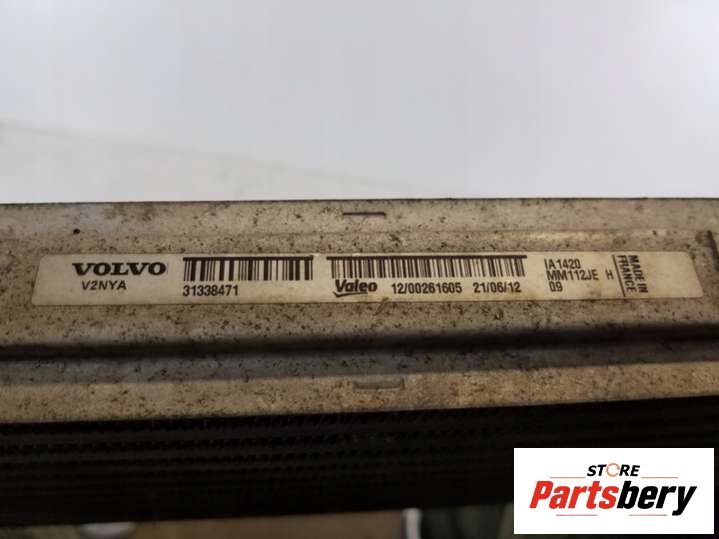 VOLVO
V2NYA
31338471
Valeo
12/00261605 21/06/12
IA1420
MM112JE H
09
MADE IN
FRANCE
STORE
Partsbery